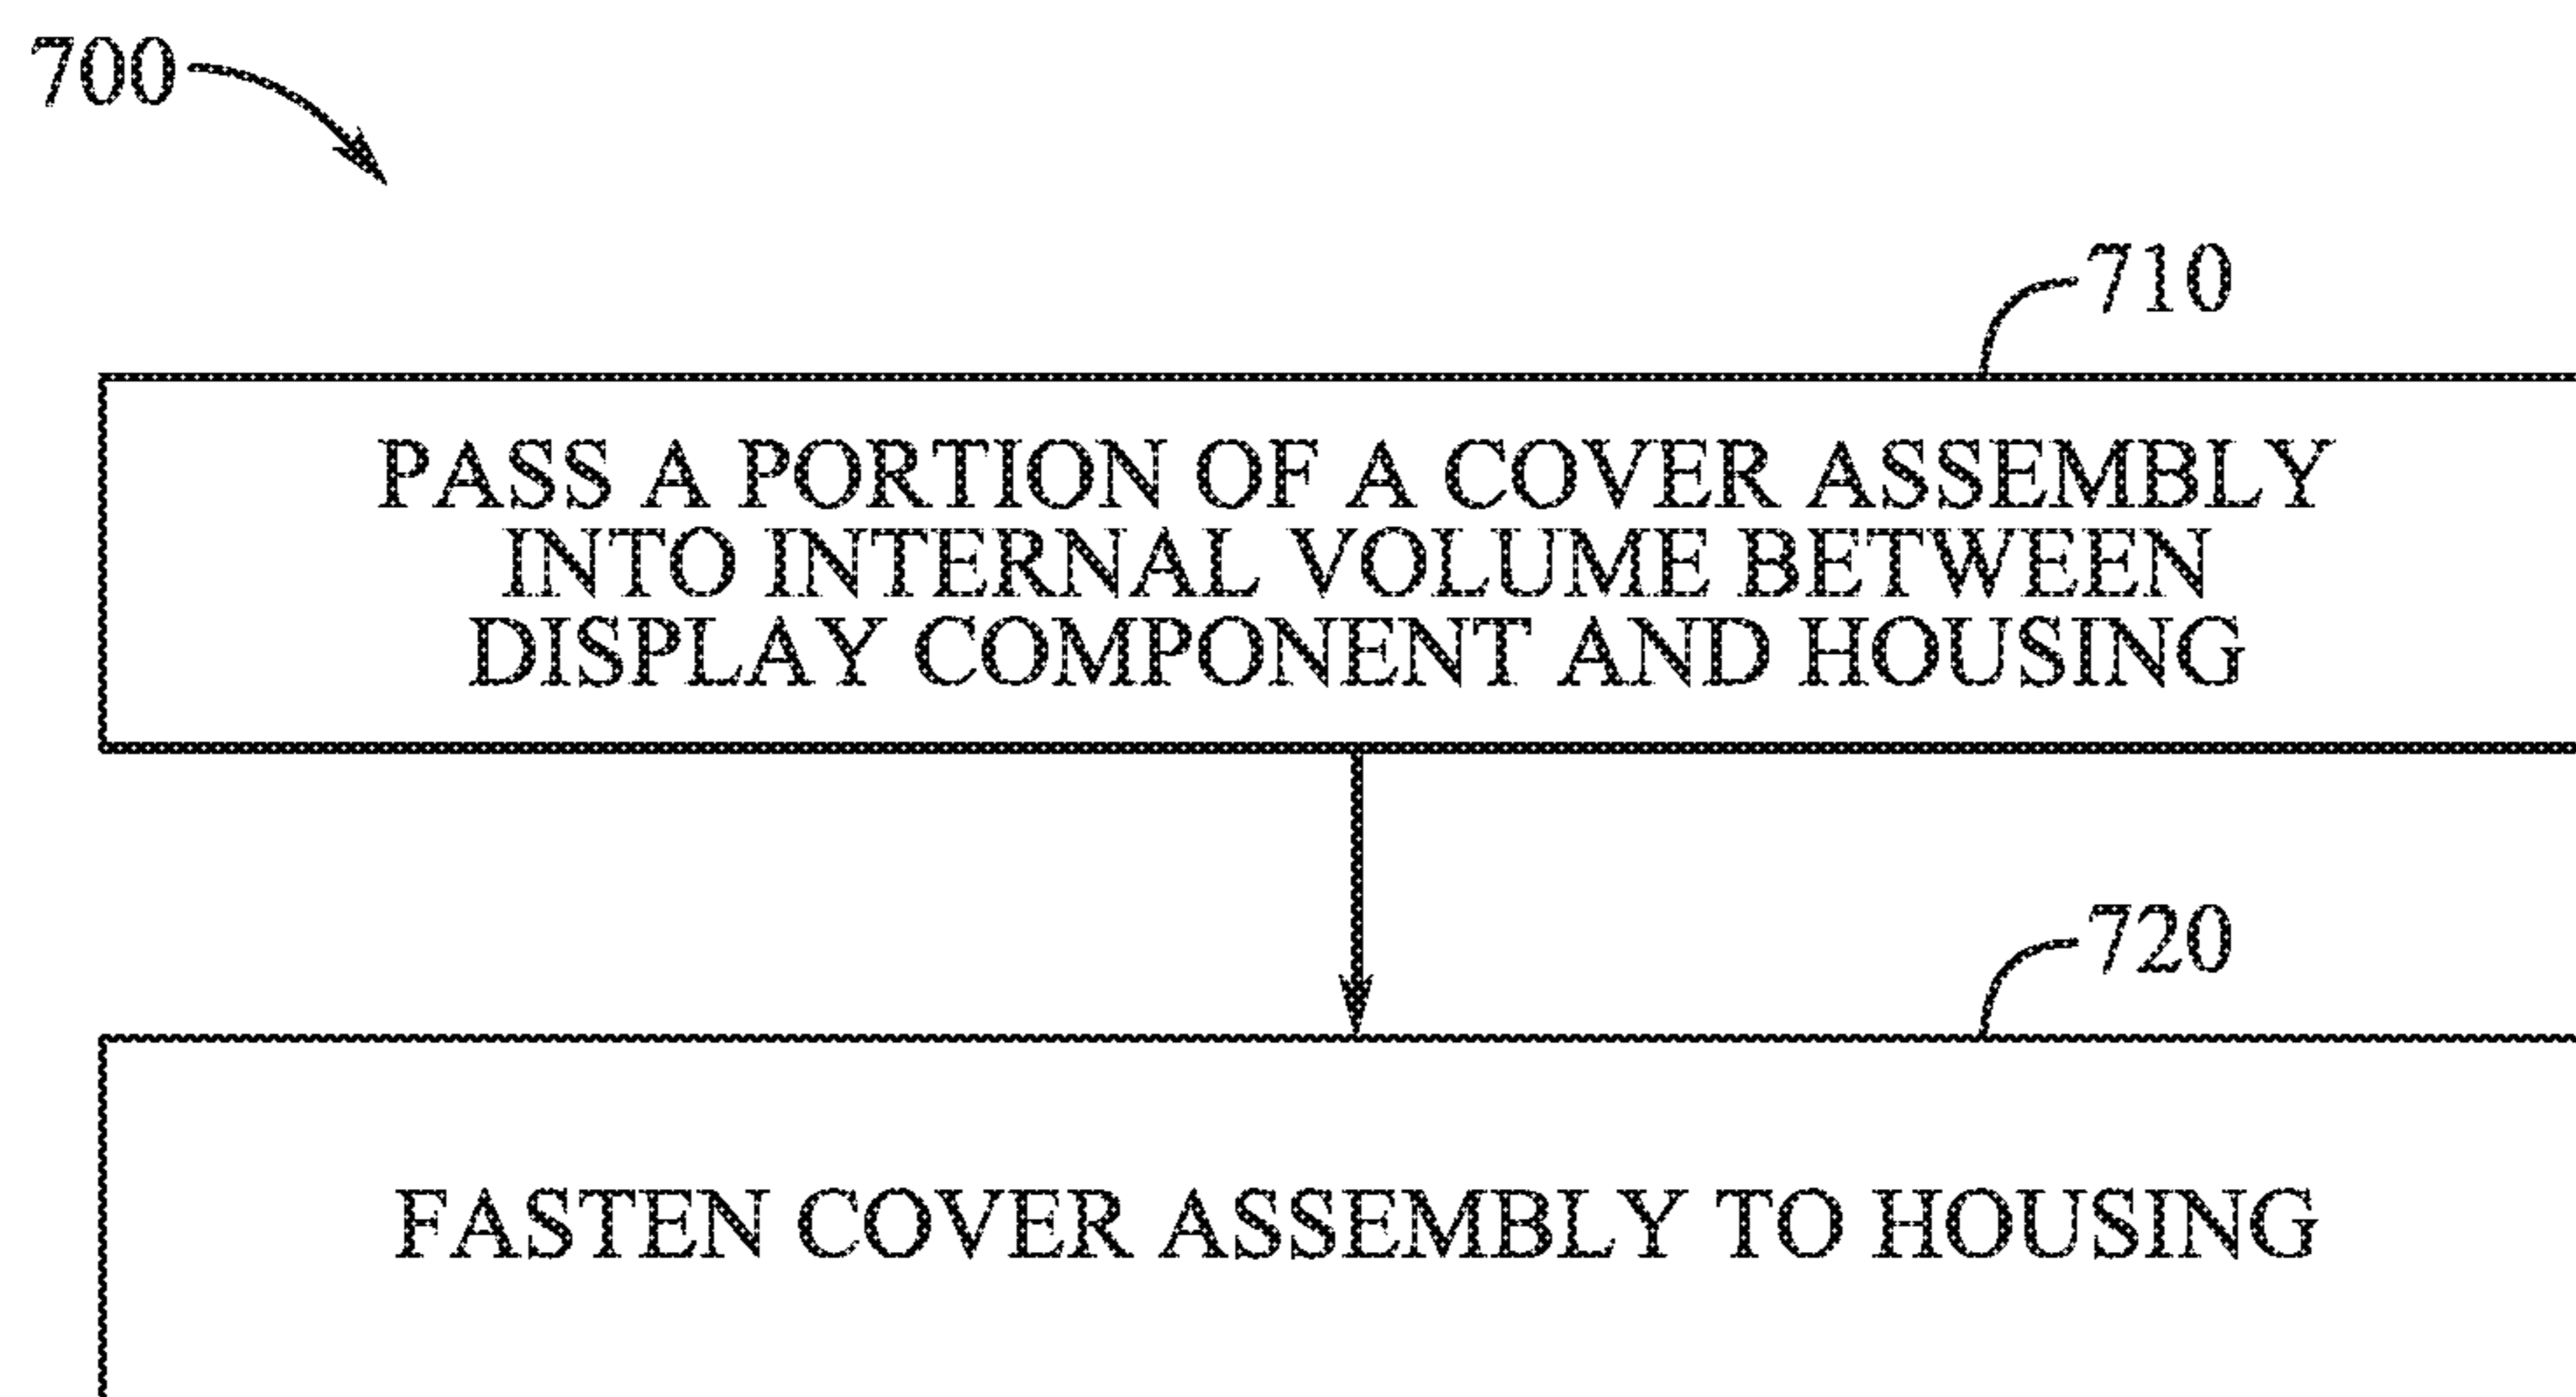 700
710
PASS A PORTION OF A COVER ASSEMBLY
INTO INTERNAL VOLUME BETWEEN
DISPLAY COMPONENT AND HOUSING
720
FASTEN COVER ASSEMBLY TO HOUSING